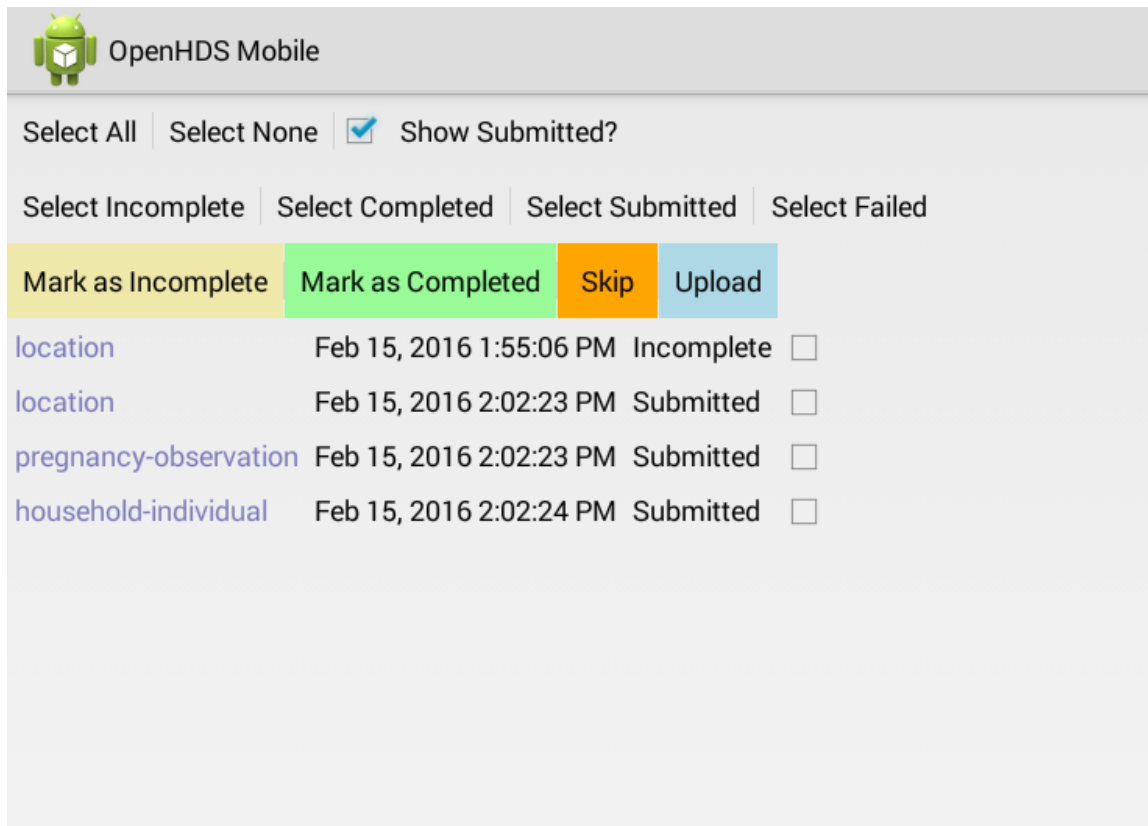 OpenHDS Mobile
Select All Select None Show Submitted?
Select Incomplete Select Completed Select Submitted Select Failed
Mark as Incomplete Mark as Completed Skip Upload
location Feb 15, 2016 1:55:06 PM Incomplete
location Feb 15, 2016 2:02:23 PM Submitted
pregnancy-observation Feb 15, 2016 2:02:23 PM Submitted
household-individual Feb 15, 2016 2:02:24 PM Submitted